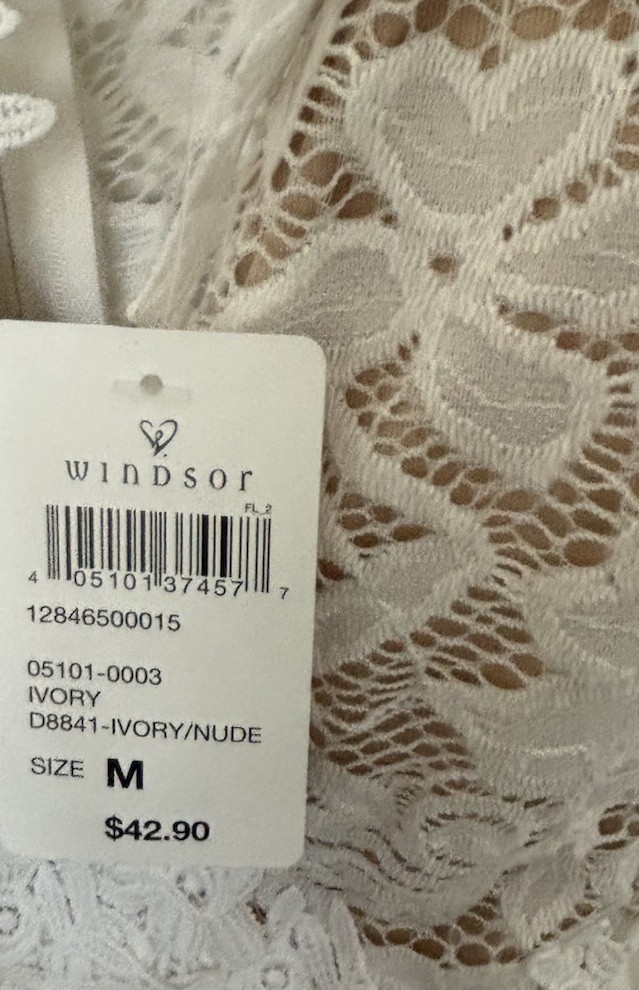 WINDSOR
FL_2
4 05101 37457 7
12846500015
05101-0003
IVORY
D8841-IVORY/NUDE
SIZE M
$42.90